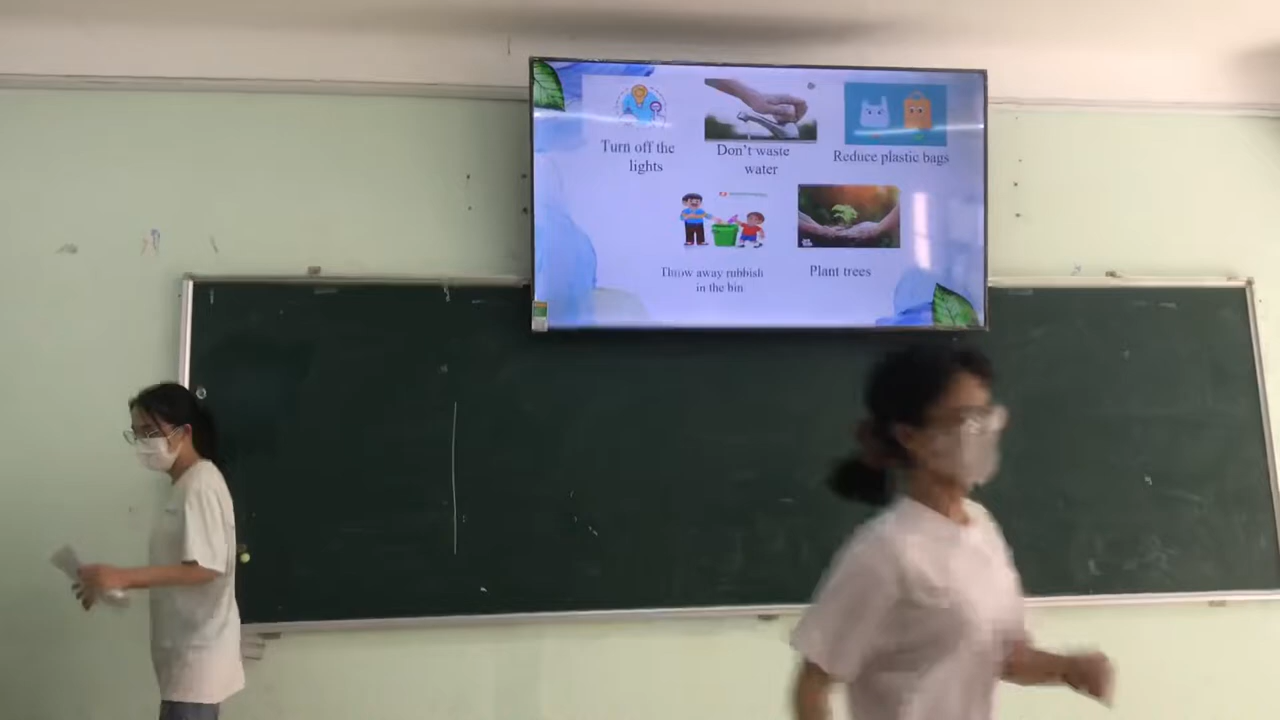 Turn off the
lights
Don't waste
water
Reduce plastic bags
Throw away rubbish
in the bin
Plant trees